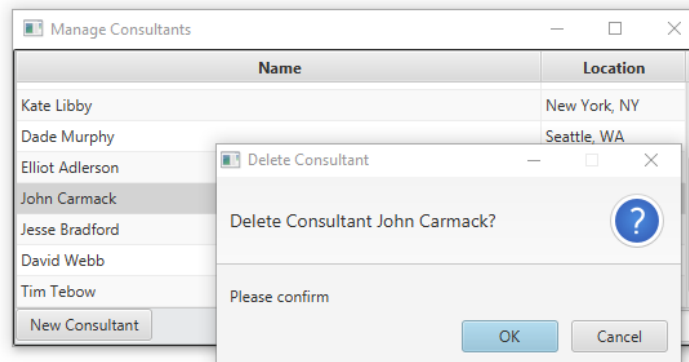 Manage Consultants
Name Location
Kate Libby New York, NY
Dade Murphy Seattle, WA
Elliot Adlerson
John Carmack
Jesse Bradford
David Webb
Tim Tebow
New Consultant
Delete Consultant
Delete Consultant John Carmack?
?
Please confirm
OK Cancel